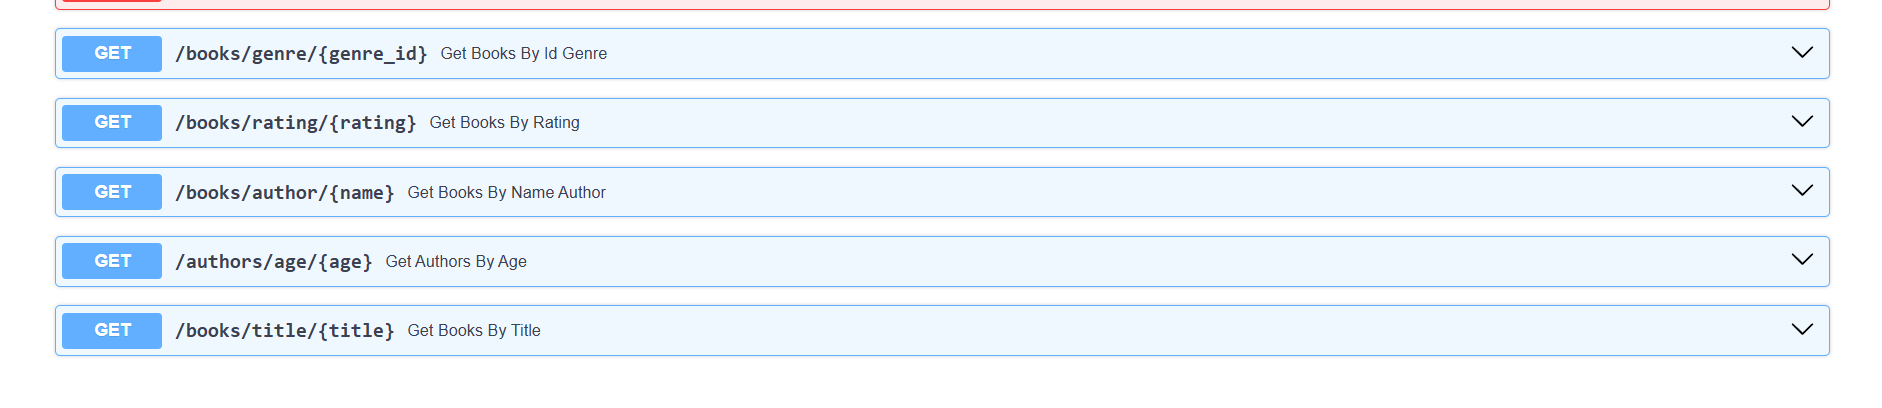 GET /books/genre/{genre_id} Get Books By Id Genre
GET /books/rating/{rating} Get Books By Rating
GET /books/author/{name} Get Books By Name Author
GET /authors/age/{age} Get Authors By Age
GET /books/title/{title} Get Books By Title